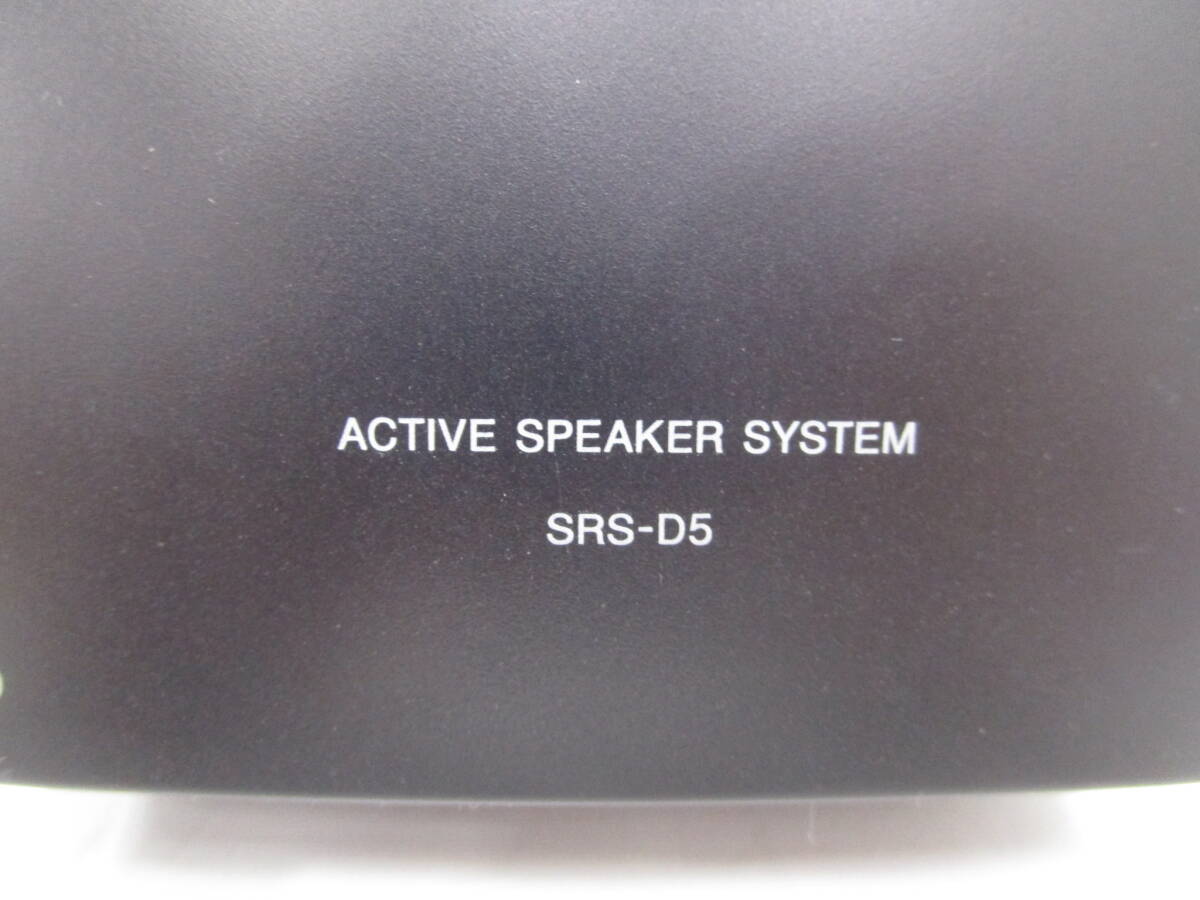 ACTIVE SPEAKER SYSTEM
SRS-D5